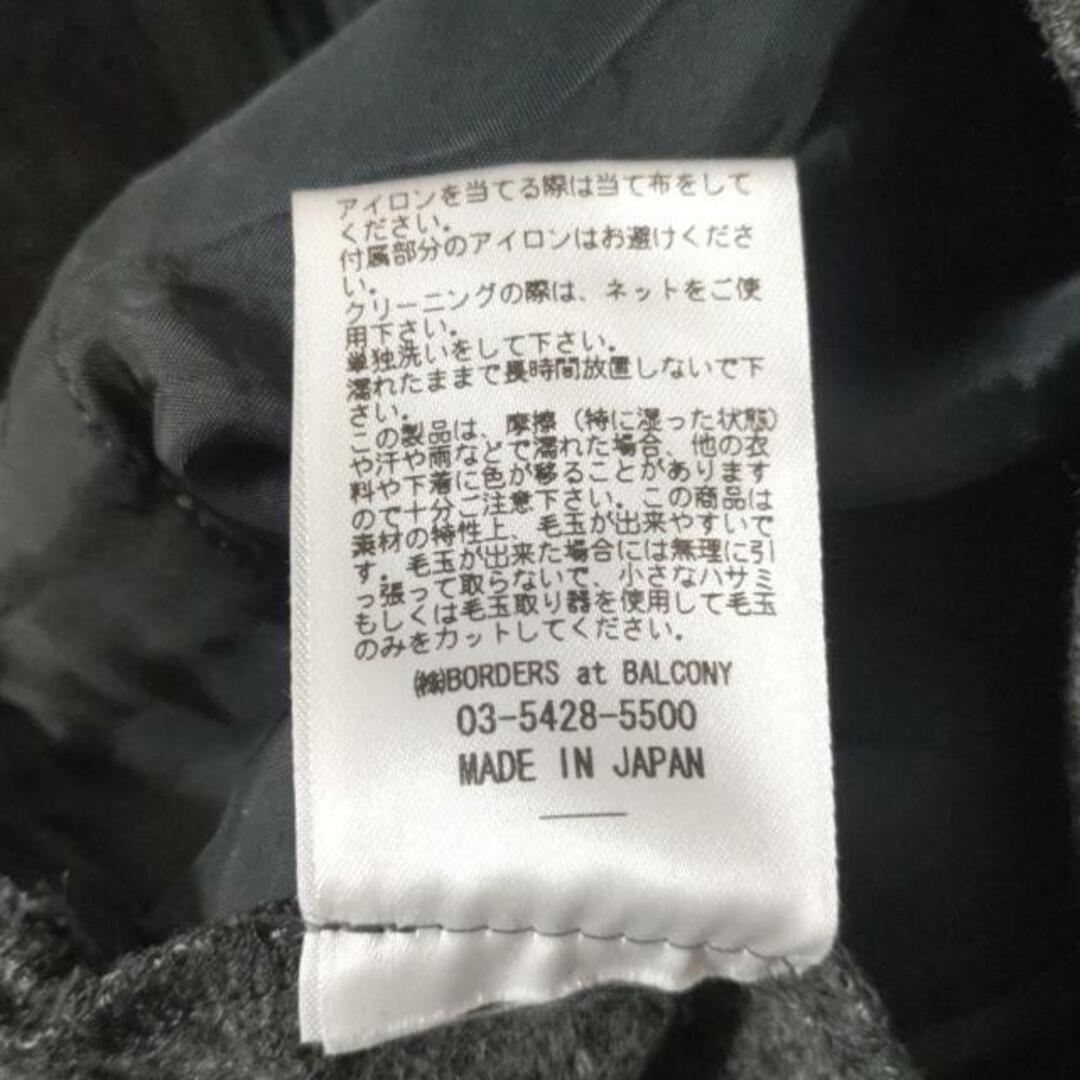 アイロンを当てる際は当て布をして
ください。
付属部分のアイロンはお避けくださ
い。
クリーニングの際は、ネットをご使
用下さい。
単独洗いをして下さい。
濡れたままで長時間放置しないで下
さい。
この製品は、摩擦（特に湿った状態）
や汗や雨などで濡れた場合、他の衣
料や下着に色が移ることがあります
ので十分ご注意下さい。この商品は
素材の特性上、毛玉が出来やすいで
す。毛玉が出来た場合には無理に引
っ張って取らないで、小さなハサミ
もしくは毛玉取り器を使用して毛玉
のみをカットしてください。
㈱BORDERS at BALCONY
03-5428-5500
MADE IN JAPAN